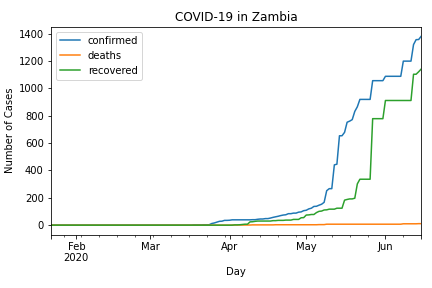 COVID-19 in Zambia
confirmed
deaths
recovered
Number of Cases
1400
1200
1000
800
600
400
200
0
Feb Mar Apr May Jun
2020
Day